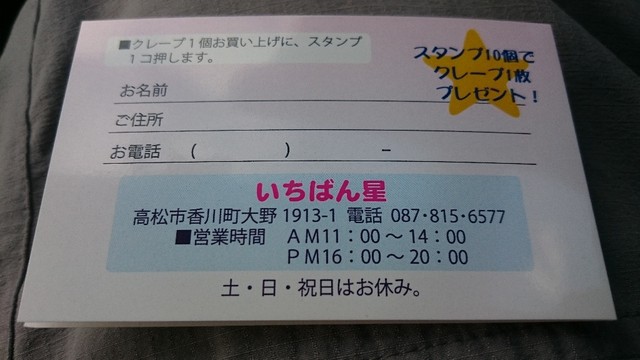 ■クレープ1個お買い上げに、スタンプ
1コ押します。
スタンプ10個で
クレープ1枚
プレゼント!
お名前
ご住所
お電話 ( ) −
いちばん星
高松市香川町大野1913-1 電話 087・815・6577
■営業時間 AM11:00〜14:00
PM16:00〜20:00
土・日・祝日はお休み。